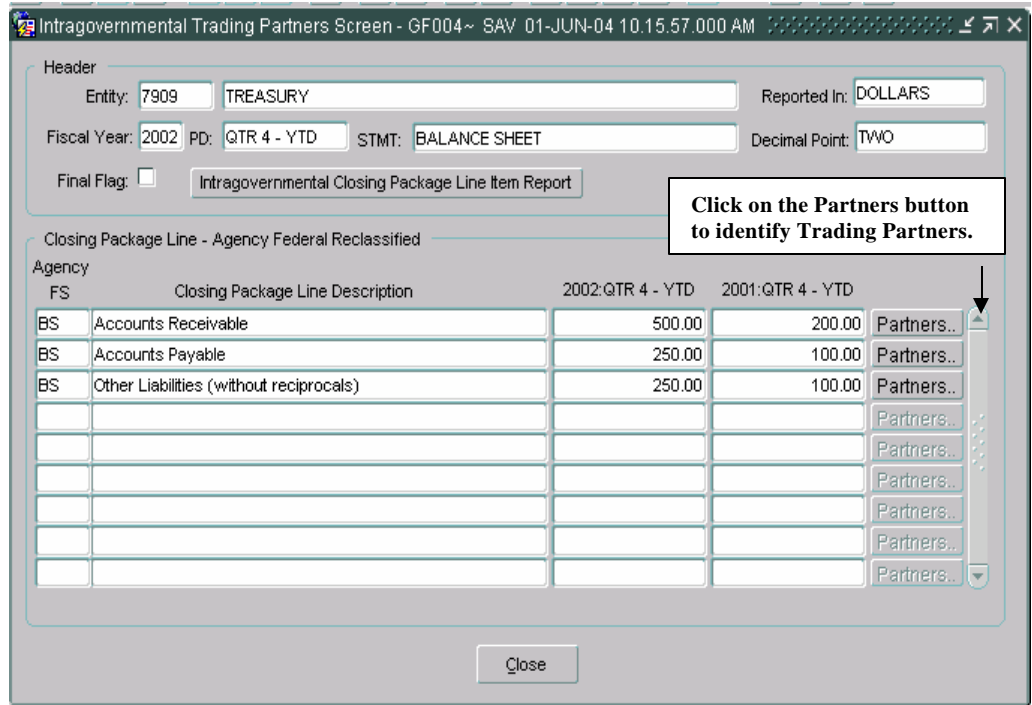 Intragovernmental Trading Partners Screen - GF004~ SAV 01-JUN-04 10.15.57.000 AM
Header
Entity: 7909 TREASURY Reported In: DOLLARS
Fiscal Year: 2002 PD: QTR 4 - YTD STMT: BALANCE SHEET Decimal Point: TWO
Final Flag: Intragovernmental Closing Package Line Item Report
Click on the Partners button
to identify Trading Partners.
Closing Package Line - Agency Federal Reclassified
Agency
FS Closing Package Line Description 2002:QTR 4 - YTD 2001:QTR 4 - YTD
BS Accounts Receivable 500.00 200.00 Partners..
BS Accounts Payable 250.00 100.00 Partners..
BS Other Liabilities (without reciprocals) 250.00 100.00 Partners..
Partners..
Partners..
Partners..
Partners..
Partners..
Partners..
Close